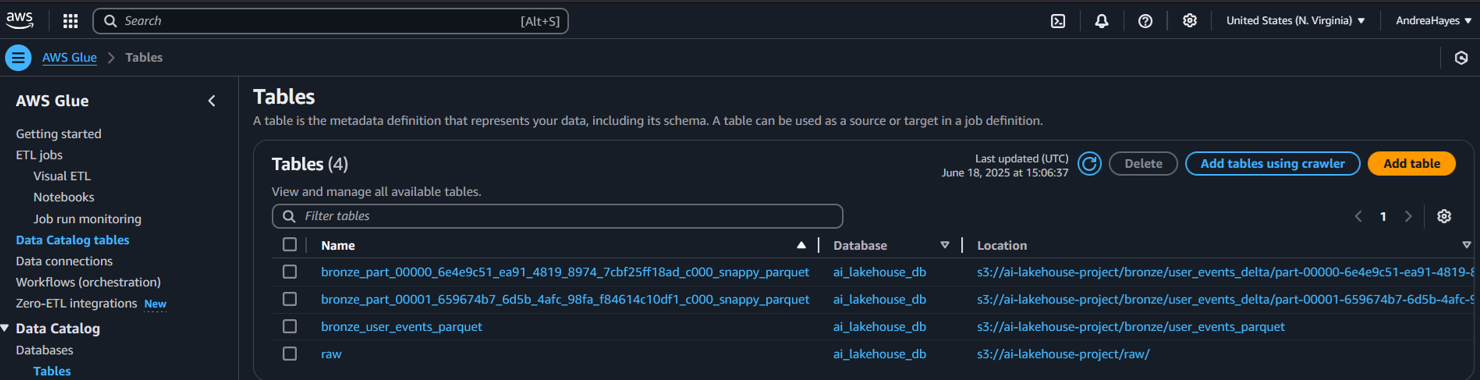 aws
Search [Alt+S]
United States (N. Virginia)
AndreaHayes
AWS Glue
Tables
AWS Glue
Getting started
ETL jobs
Visual ETL
Notebooks
Job run monitoring
Data Catalog tables
Data connections
Workflows (orchestration)
Zero-ETL integrations New
Data Catalog
Databases
Tables
Tables
A table is the metadata definition that represents your data, including its schema. A table can be used as a source or target in a job definition.
Tables (4)
Last updated (UTC)
June 18, 2025 at 15:06:37
Delete
Add tables using crawler
Add table
View and manage all available tables.
Filter tables
1
Name Database Location
bronze_part_00000_6e4e9c51_ea91_4819_8974_7cbf25ff18ad_c000_snappy_parquet ai_lakehouse_db s3://ai-lakehouse-project/bronze/user_events_delta/part-00000-6e4e9c51-ea91-4819-8
bronze_part_00001_659674b7_6d5b_4afc_98fa_f84614c10df1_c000_snappy_parquet ai_lakehouse_db s3://ai-lakehouse-project/bronze/user_events_delta/part-00001-659674b7-6d5b-4afc-9
bronze_user_events_parquet ai_lakehouse_db s3://ai-lakehouse-project/bronze/user_events_parquet
raw ai_lakehouse_db s3://ai-lakehouse-project/raw/